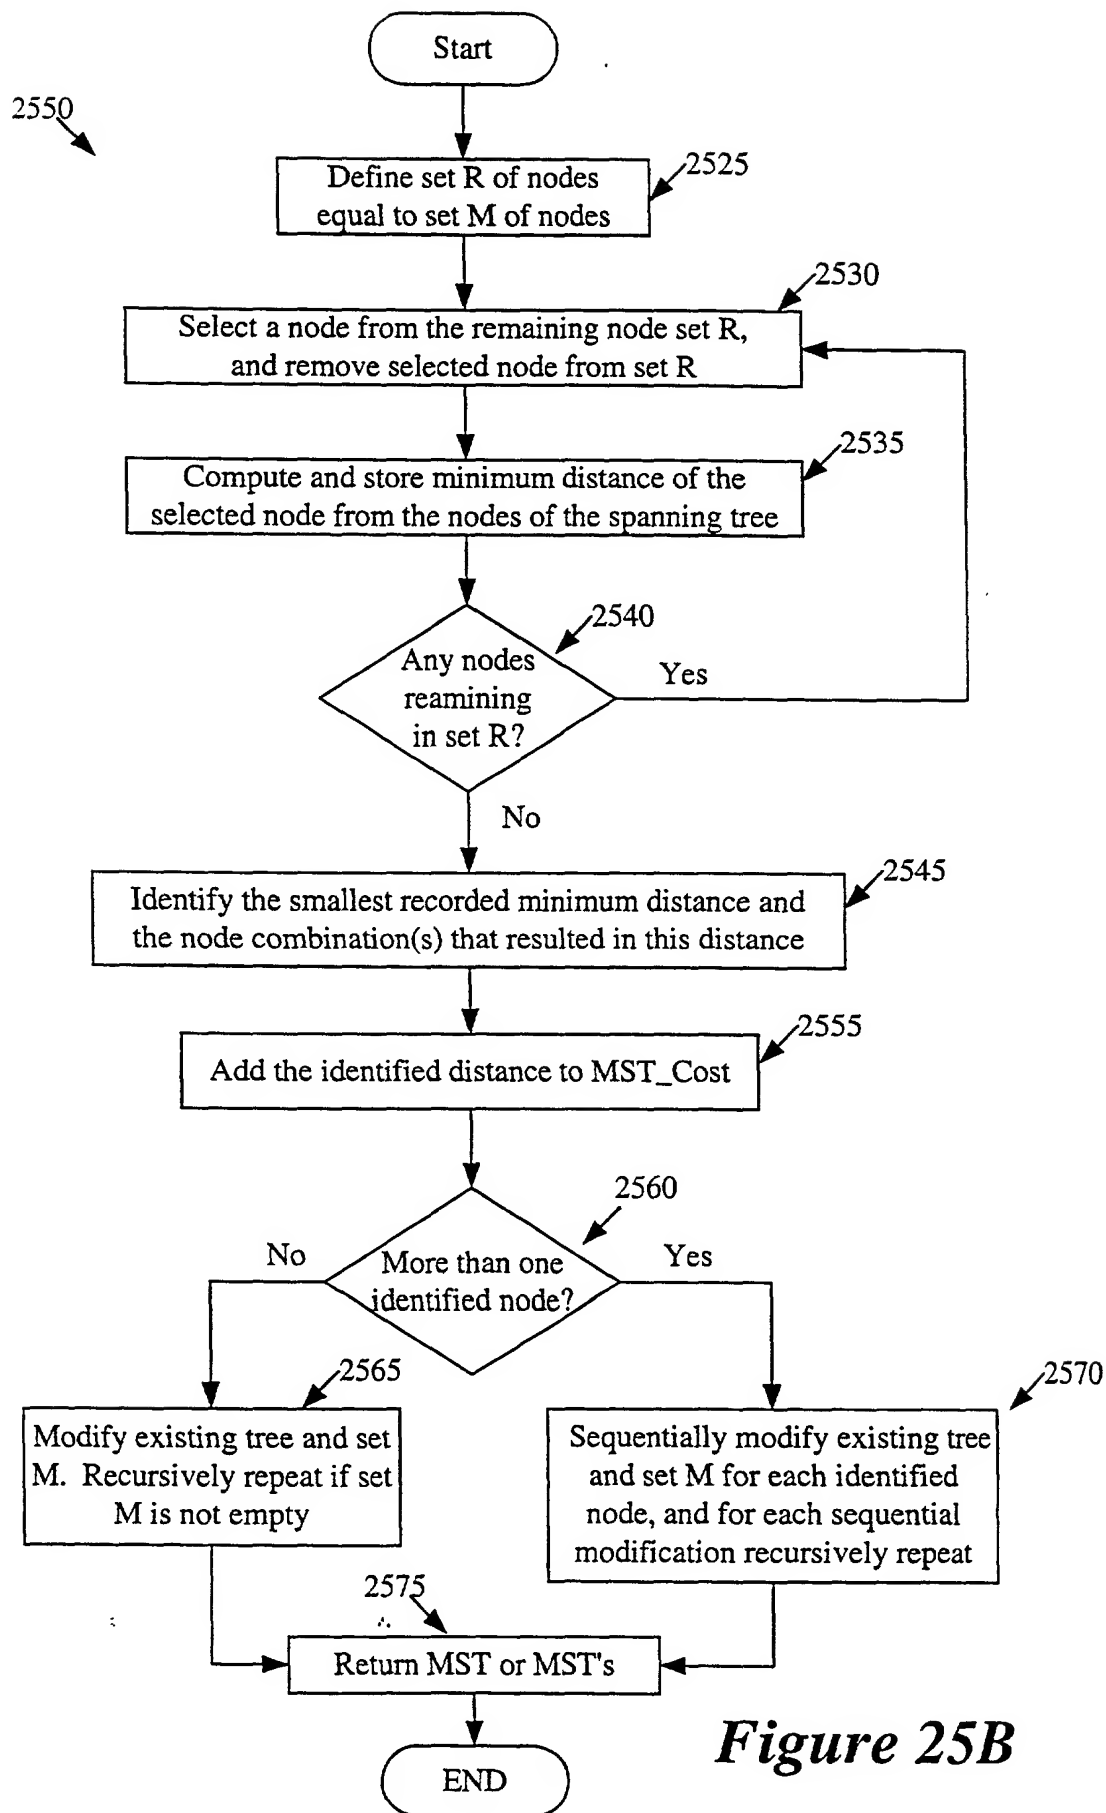 Start
2550
Define set R of nodes
equal to set M of nodes
2525
2530
Select a node from the remaining node set R,
and remove selected node from set R
2535
Compute and store minimum distance of the
selected node from the nodes of the spanning tree
2540
Any nodes
reamining
in set R?
Yes
No
2545
Identify the smallest recorded minimum distance and
the node combination(s) that resulted in this distance
2555
Add the identified distance to MST_Cost
2560
No
More than one
identified node?
Yes
2565
2570
Modify existing tree and set
M. Recursively repeat if set
M is not empty
Sequentially modify existing tree
and set M for each identified
node, and for each sequential
modification recursively repeat
2575
Return MST or MST's
END
Figure 25B